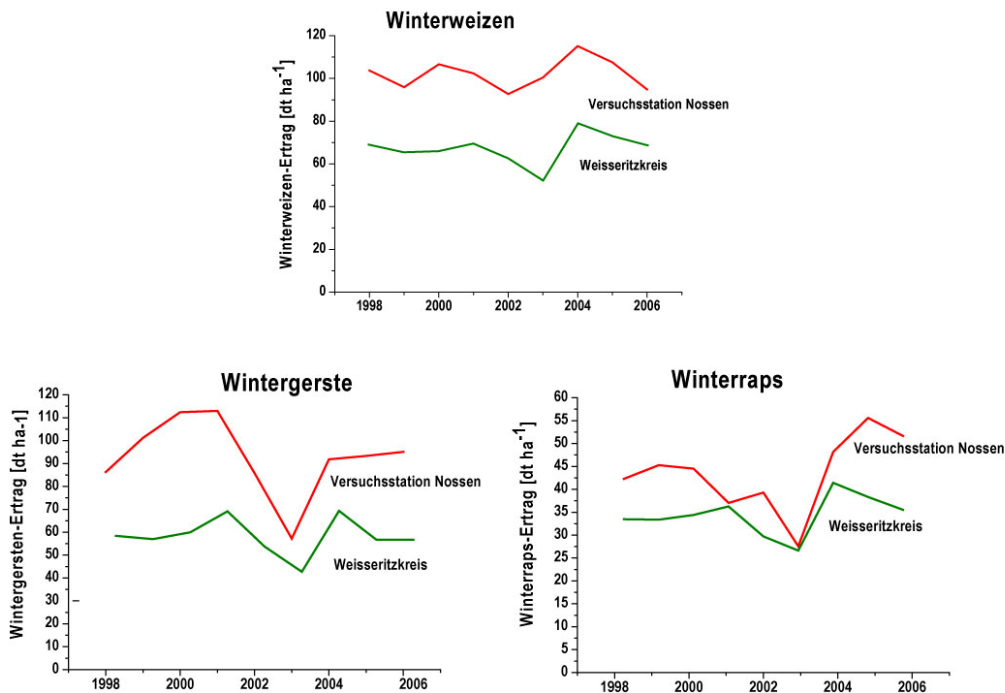 Winterweizen
Winterweizen-Ertrag [dt ha-1]
120
100
80
60
40
20
0
1998 2000 2002 2004 2006
Versuchsstation Nossen
Weisseritzkreis
Wintergerste
Wintergersten-Ertrag [dt ha-1]
120
110
100
90
80
70
60
50
40
30
20
10
0
1998 2000 2002 2004 2006
Versuchsstation Nossen
Weisseritzkreis
Winterraps
Winterraps-Ertrag [dt ha-1]
60
55
50
45
40
35
30
25
20
15
10
5
0
1998 2000 2002 2004 2006
Versuchsstation Nossen
Weisseritzkreis